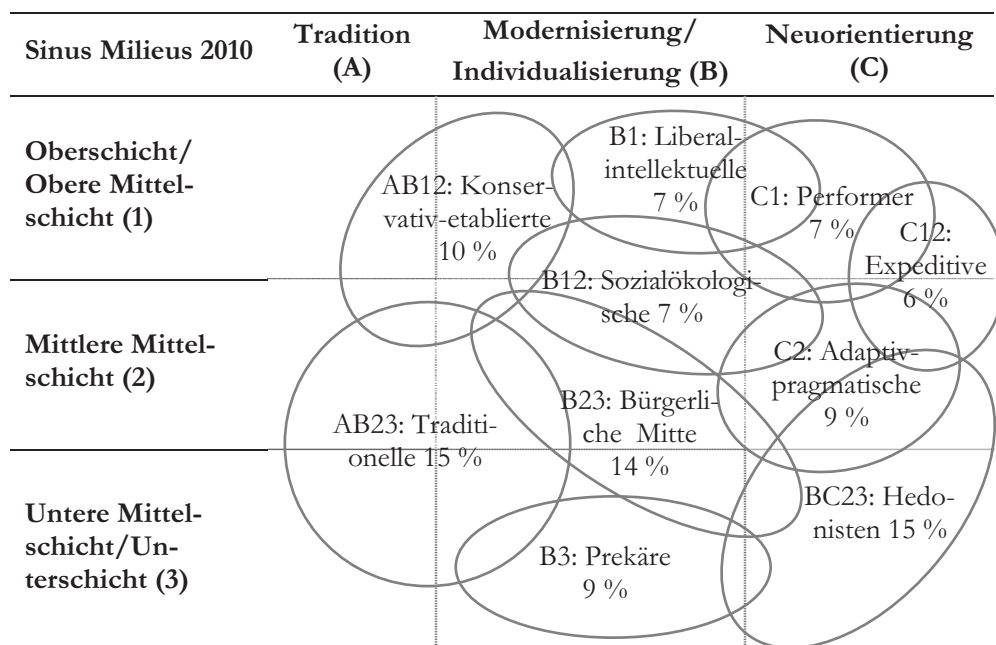 Sinus Milieus 2010
Tradition
(A)
Modernisierung/
Individualisierung (B)
Neuorientierung
(C)
Oberschicht/
Obere Mittel-
schicht (1)
AB12: Konser-
vativ-etablierte
10 %
B1: Liberal-
intellektuelle
7 %
C1: Performer
7 %
C12:
Expeditive
6 %
B12: Sozialökologi-
sche 7 %
Mittlere Mittel-
schicht (2)
C2: Adaptiv-
pragmatische
9 %
AB23: Traditi-
onelle 15 %
B23: Bürgerli-
che Mitte
14 %
Untere Mittel-
schicht/Un-
terschicht (3)
BC23: Hedo-
nisten 15 %
B3: Prekäre
9 %